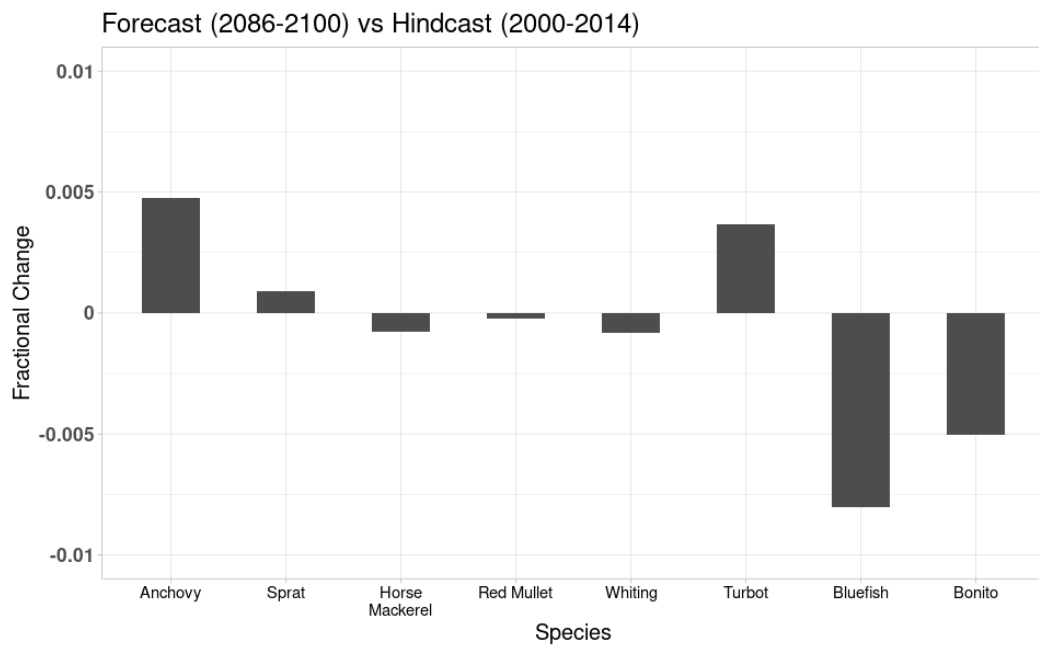 Forecast (2086-2100) vs Hindcast (2000-2014)
0.01
0.005
0
-0.005
-0.01
Fractional Change
Anchovy Sprat Horse Mackerel Red Mullet Whiting Turbot Bluefish Bonito
Species